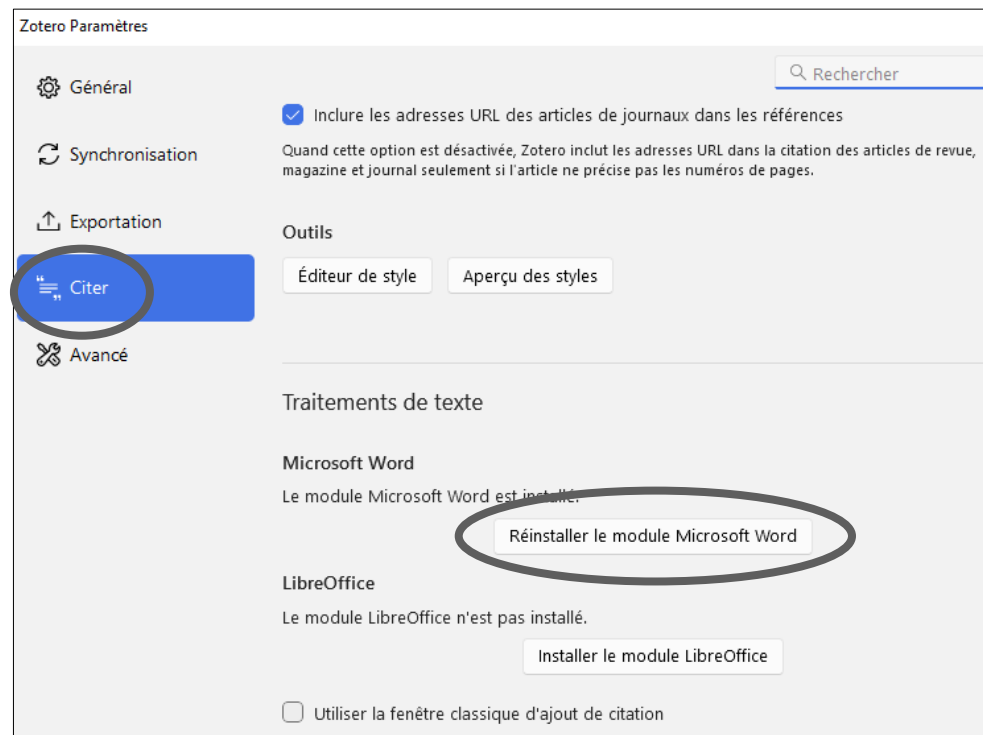 Zotero Paramètres
Rechercher
Général
Synchronisation
Exportation
Citer
Avancé
Inclure les adresses URL des articles de journaux dans les références
Quand cette option est désactivée, Zotero inclut les adresses URL dans la citation des articles de revue,
magazine et journal seulement si l'article ne précise pas les numéros de pages.
Outils
Éditeur de style
Aperçu des styles
Traitements de texte
Microsoft Word
Le module Microsoft Word est installé.
Réinstaller le module Microsoft Word
LibreOffice
Le module LibreOffice n'est pas installé.
Installer le module LibreOffice
Utiliser la fenêtre classique d'ajout de citation